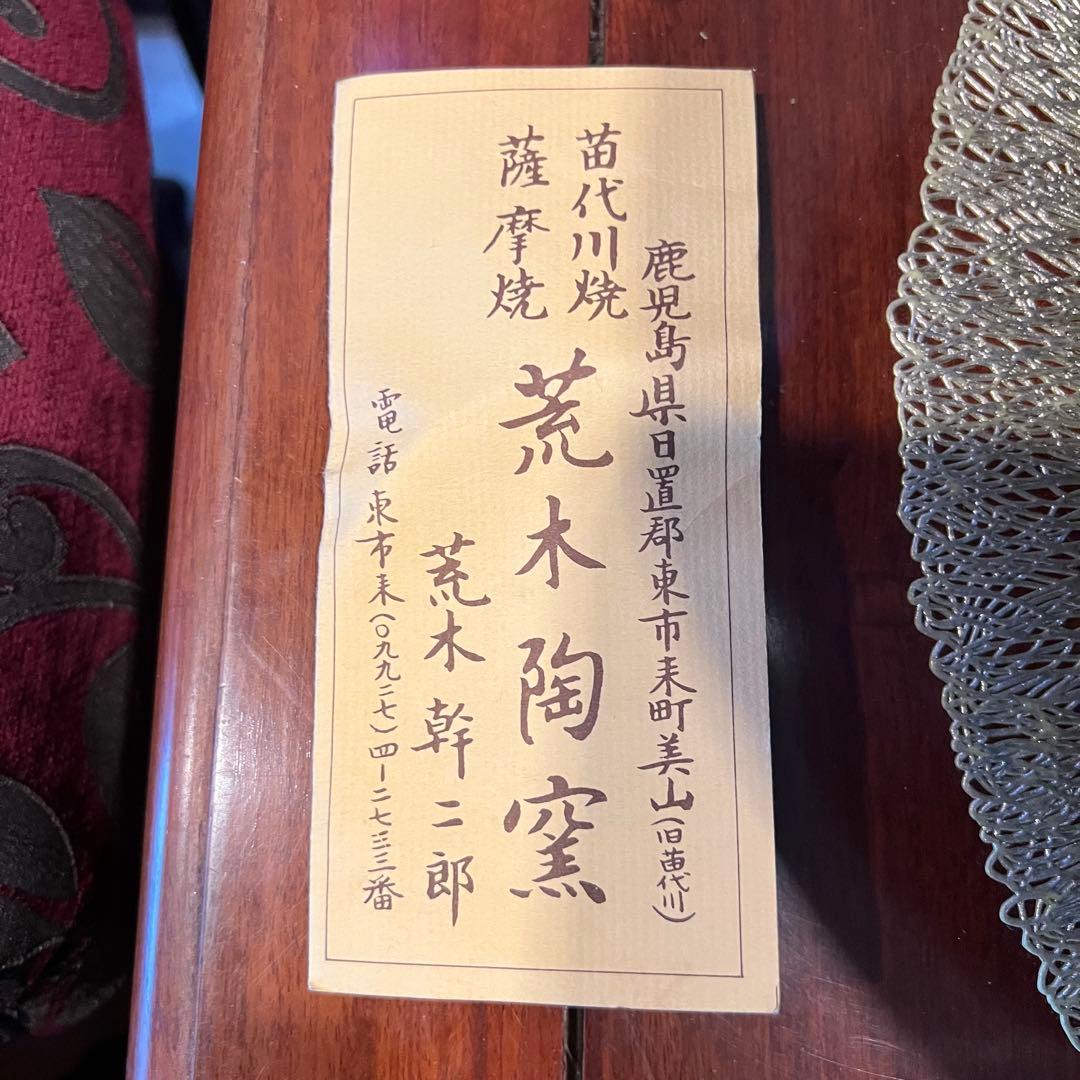 鹿児島県日置郡東市来町美山(旧苗代川)
苗代川焼
薩摩焼
荒木陶窯
荒木幹二郎
電話 東市来(〇九九二七)四-二七三三番